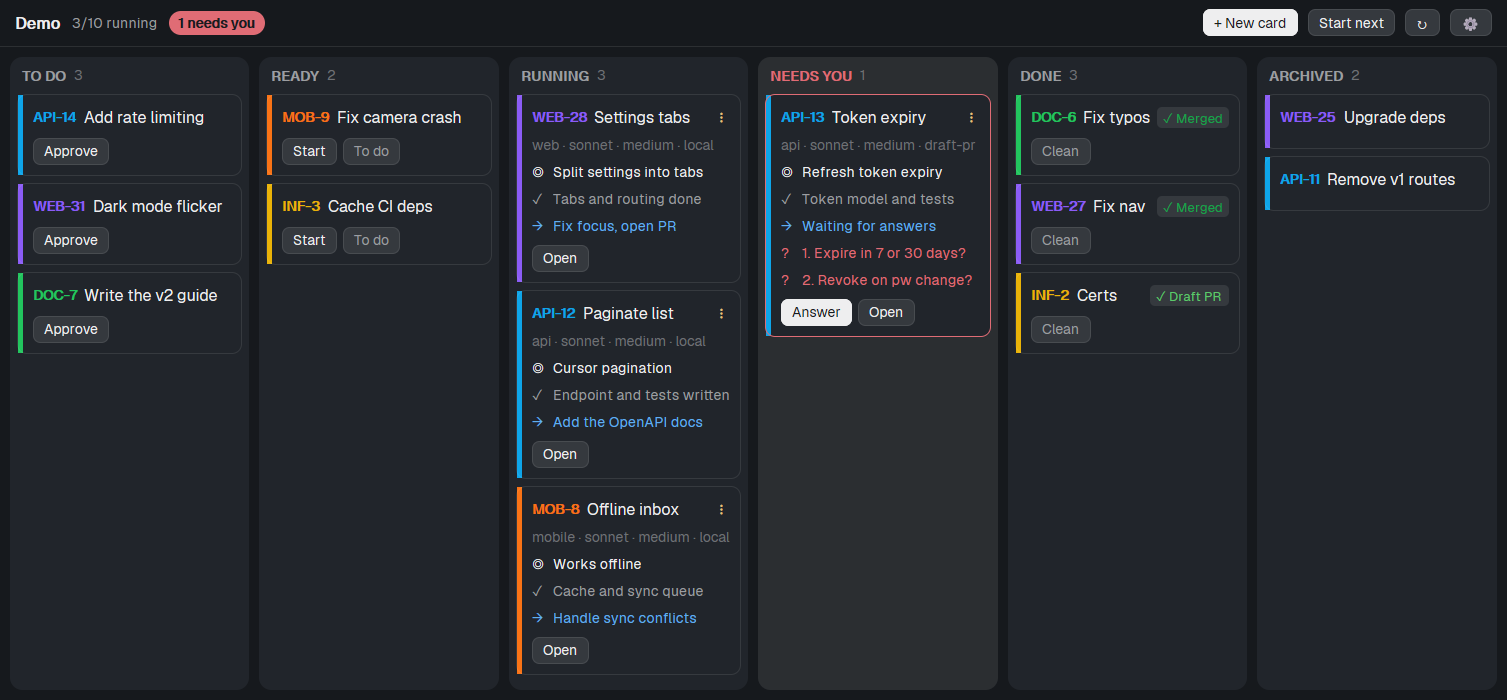 Demo 3/10 running 1 needs you + New card Start next ↻ ⚙
TO DO 3
API-14 Add rate limiting
Approve
WEB-31 Dark mode flicker
Approve
DOC-7 Write the v2 guide
Approve
READY 2
MOB-9 Fix camera crash
Start To do
INF-3 Cache CI deps
Start To do
RUNNING 3
WEB-28 Settings tabs ⋮
web · sonnet · medium · local
◎ Split settings into tabs
✓ Tabs and routing done
→ Fix focus, open PR
Open
API-12 Paginate list ⋮
api · sonnet · medium · local
◎ Cursor pagination
✓ Endpoint and tests written
→ Add the OpenAPI docs
Open
MOB-8 Offline inbox ⋮
mobile · sonnet · medium · local
◎ Works offline
✓ Cache and sync queue
→ Handle sync conflicts
Open
NEEDS YOU 1
API-13 Token expiry ⋮
api · sonnet · medium · draft-pr
◎ Refresh token expiry
✓ Token model and tests
→ Waiting for answers
? 1. Expire in 7 or 30 days?
? 2. Revoke on pw change?
Answer Open
DONE 3
DOC-6 Fix typos ✓ Merged
Clean
WEB-27 Fix nav ✓ Merged
Clean
INF-2 Certs ✓ Draft PR
Clean
ARCHIVED 2
WEB-25 Upgrade deps
API-11 Remove v1 routes